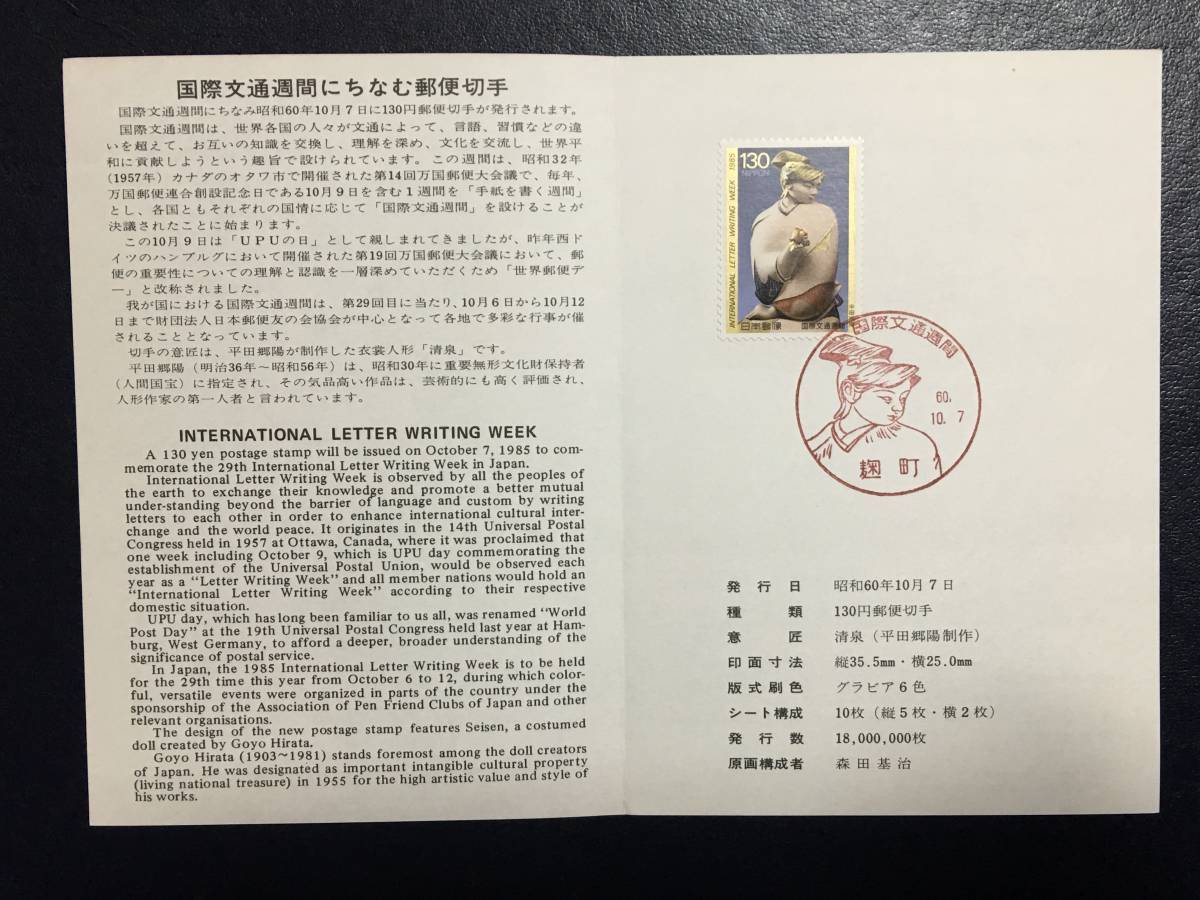 国際文通週間にちなむ郵便切手
国際文通週間にちなみ昭和60年10月7日に130円郵便切手が発行されます。
国際文通週間は、世界各国の人々が文通によって、言語、習慣などの違
いを超えて、お互いの知識を交換し、理解を深め、文化を交流し、世界平
和に貢献しようという趣旨で設けられています。この週間は、昭和32年
(1957年) カナダのオタワ市で開催された第14回万国郵便大会議で、毎年、
万国郵便連合創設記念日である10月9日を含む1週間を「手紙を書く週間」
とし、各国ともそれぞれの国情に応じて「国際文通週間」を設けることが
決議されたことに始まります。
この10月9日は「UPUの日」として親しまれてきましたが、昨年西ド
イツのハンブルグにおいて開催された第19回万国郵便大会議において、郵
便の重要性についての理解と認識を一層深めていただくため「世界郵便デ
ー」と改称されました。
我が国における国際文通週間は、第29回目に当たり、10月6日から10月12
日まで財団法人日本郵便友の会協会が中心となって各地で多彩な行事が催
されることとなっています。
切手の意匠は、平田郷陽が制作した衣裳人形「清泉」です。
平田郷陽（明治36年～昭和56年）は、昭和30年に重要無形文化財保持者
（人間国宝）に指定され、その気品高い作品は、芸術的にも高く評価され、
人形作家の第一人者と言われています。
INTERNATIONAL LETTER WRITING WEEK
A 130 yen postage stamp will be issued on October 7, 1985 to com-
memorate the 29th International Letter Writing Week in Japan.
International Letter Writing Week is observed by all the peoples of
the earth to exchange their knowledge and promote a better mutual
under-standing beyond the barrier of language and custom by writing
letters to each other in order to enhance international cultural inter-
change and the world peace. It originates in the 14th Universal Postal
Congress held in 1957 at Ottawa, Canada, where it was proclaimed that
one week including October 9, which is UPU day commemorating the
establishment of the Universal Postal Union, would be observed each
year as a "Letter Writing Week" and all member nations would hold an
"International Letter Writing Week" according to their respective
domestic situation.
UPU day, which has long been familiar to us all, was renamed "World
Post Day" at the 19th Universal Postal Congress held last year at Ham-
burg, West Germany, to afford a deeper, broader understanding of the
significance of postal service.
In Japan, the 1985 International Letter Writing Week is to be held
for the 29th time this year from October 6 to 12, during which color-
ful, versatile events were organized in parts of the country under the
sponsorship of the Association of Pen Friend Clubs of Japan and other
relevant organisations.
The design of the new postage stamp features Seisen, a costumed
doll created by Goyo Hirata.
Goyo Hirata (1903～1981) stands foremost among the doll creators
of Japan. He was designated as important intangible cultural property
(living national treasure) in 1955 for the high artistic value and style of
his works.
130
NIPPON
INTERNATIONAL LETTER WRITING WEEK 1985
日本郵便 国際文通週間
国際文通週間
60.
10.7
麹町
発行日 昭和60年10月7日
種類 130円郵便切手
意匠 清泉（平田郷陽制作）
印面寸法 縦35.5mm・横25.0mm
版式刷色 グラビア6色
シート構成 10枚（縦5枚・横2枚）
発行数 18,000,000枚
原画構成者 森田基治